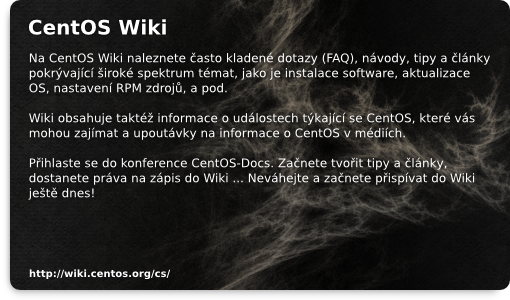 CentOS Wiki
Na CentOS Wiki naleznete často kladené dotazy (FAQ), návody, tipy a články
pokrývající široké spektrum témat, jako je instalace software, aktualizace
OS, nastavení RPM zdrojů, a pod.
Wiki obsahuje taktéž informace o událostech týkající se CentOS, které vás
mohou zajímat a upoutávky na informace o CentOS v médiích.
Přihlaste se do konference CentOS-Docs. Začnete tvořit tipy a články,
dostanete práva na zápis do Wiki ... Neváhejte a začnete přispívat do Wiki
ještě dnes!
http://wiki.centos.org/cs/